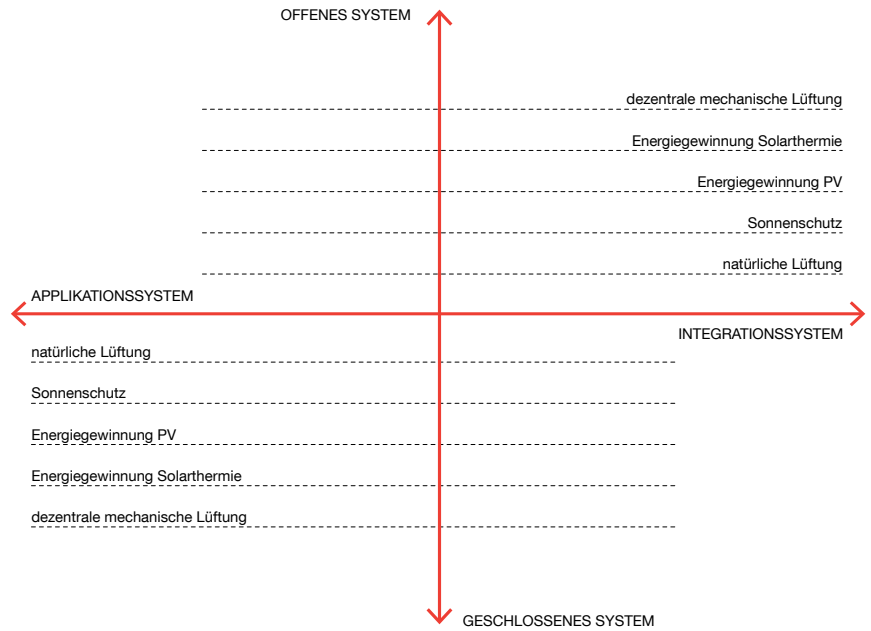 OFFENES SYSTEM
dezentrale mechanische Lüftung
Energiegewinnung Solarthermie
Energiegewinnung PV
Sonnenschutz
natürliche Lüftung
APPLIKATIONSSYSTEM
INTEGRATIONSSYSTEM
natürliche Lüftung
Sonnenschutz
Energiegewinnung PV
Energiegewinnung Solarthermie
dezentrale mechanische Lüftung
GESCHLOSSENES SYSTEM